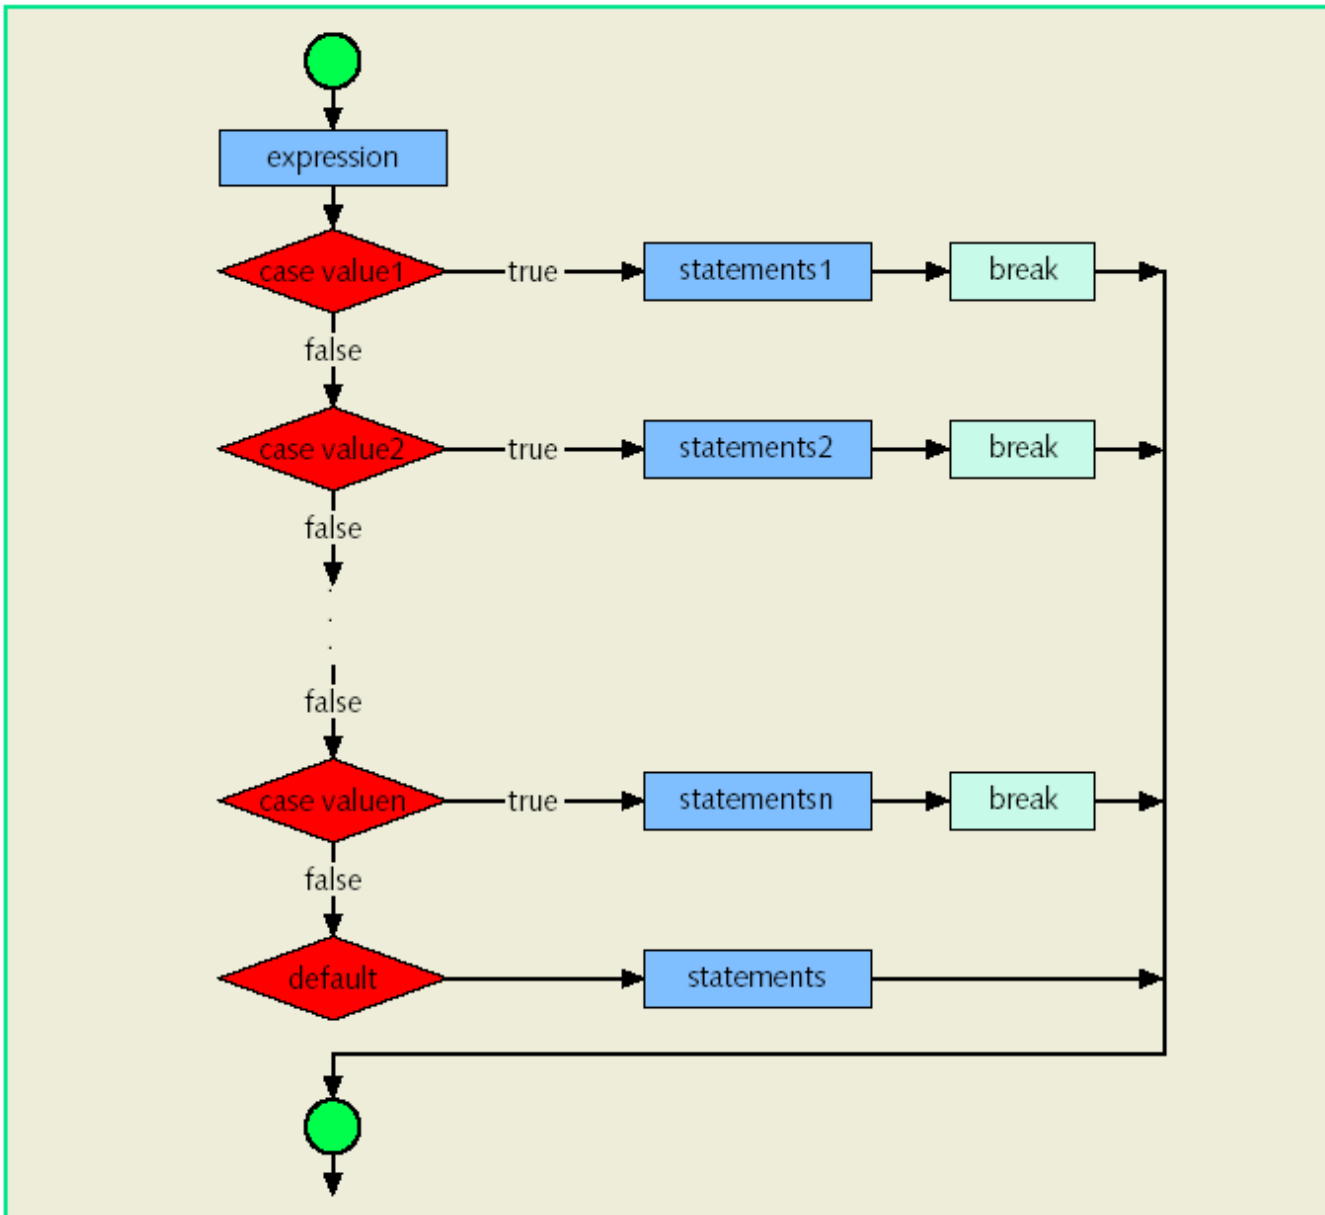 expression
case value1 true statements1 break
false
case value2 true statements2 break
false
.
.
.
false
case valuen true statementsn break
false
default statements